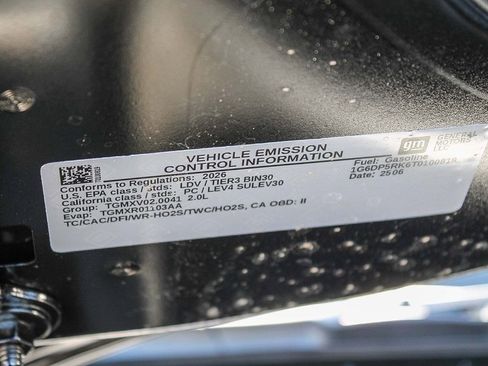 VEHICLE EMISSION
CONTROL INFORMATION
gm GENERAL
MOTORS
LLC
Conforms to Regulations: 2026
U.S. EPA class / stds: LDV / TIER3 BIN30
California class / stds: PC / LEV4 SULEV30
Group: TGMXV02.0041 2.0L
Evap: TGMXR0103AA
TC/CAC/DFI/WR-HO2S/TWC/HO2S, CA OBD: II
Fuel: Gasoline
Date: 2506